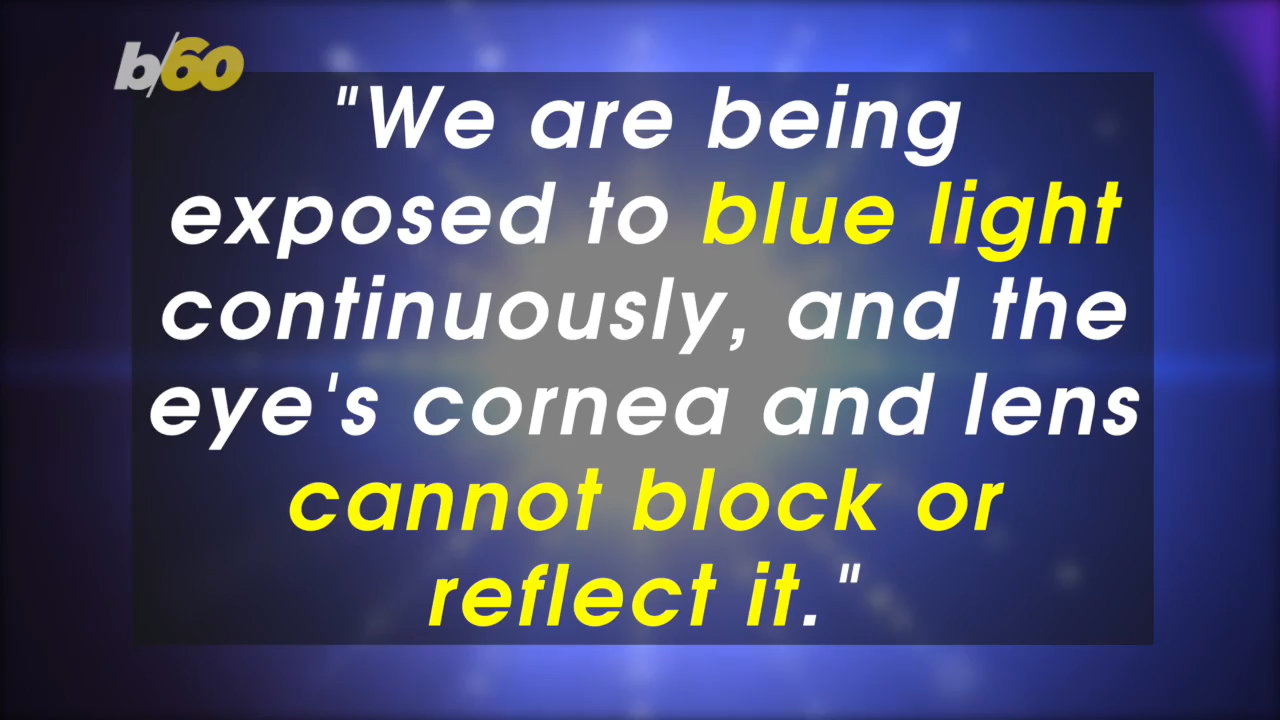 b/60
"We are being
exposed to blue light
continuously, and the
eye's cornea and lens
cannot block or
reflect it."